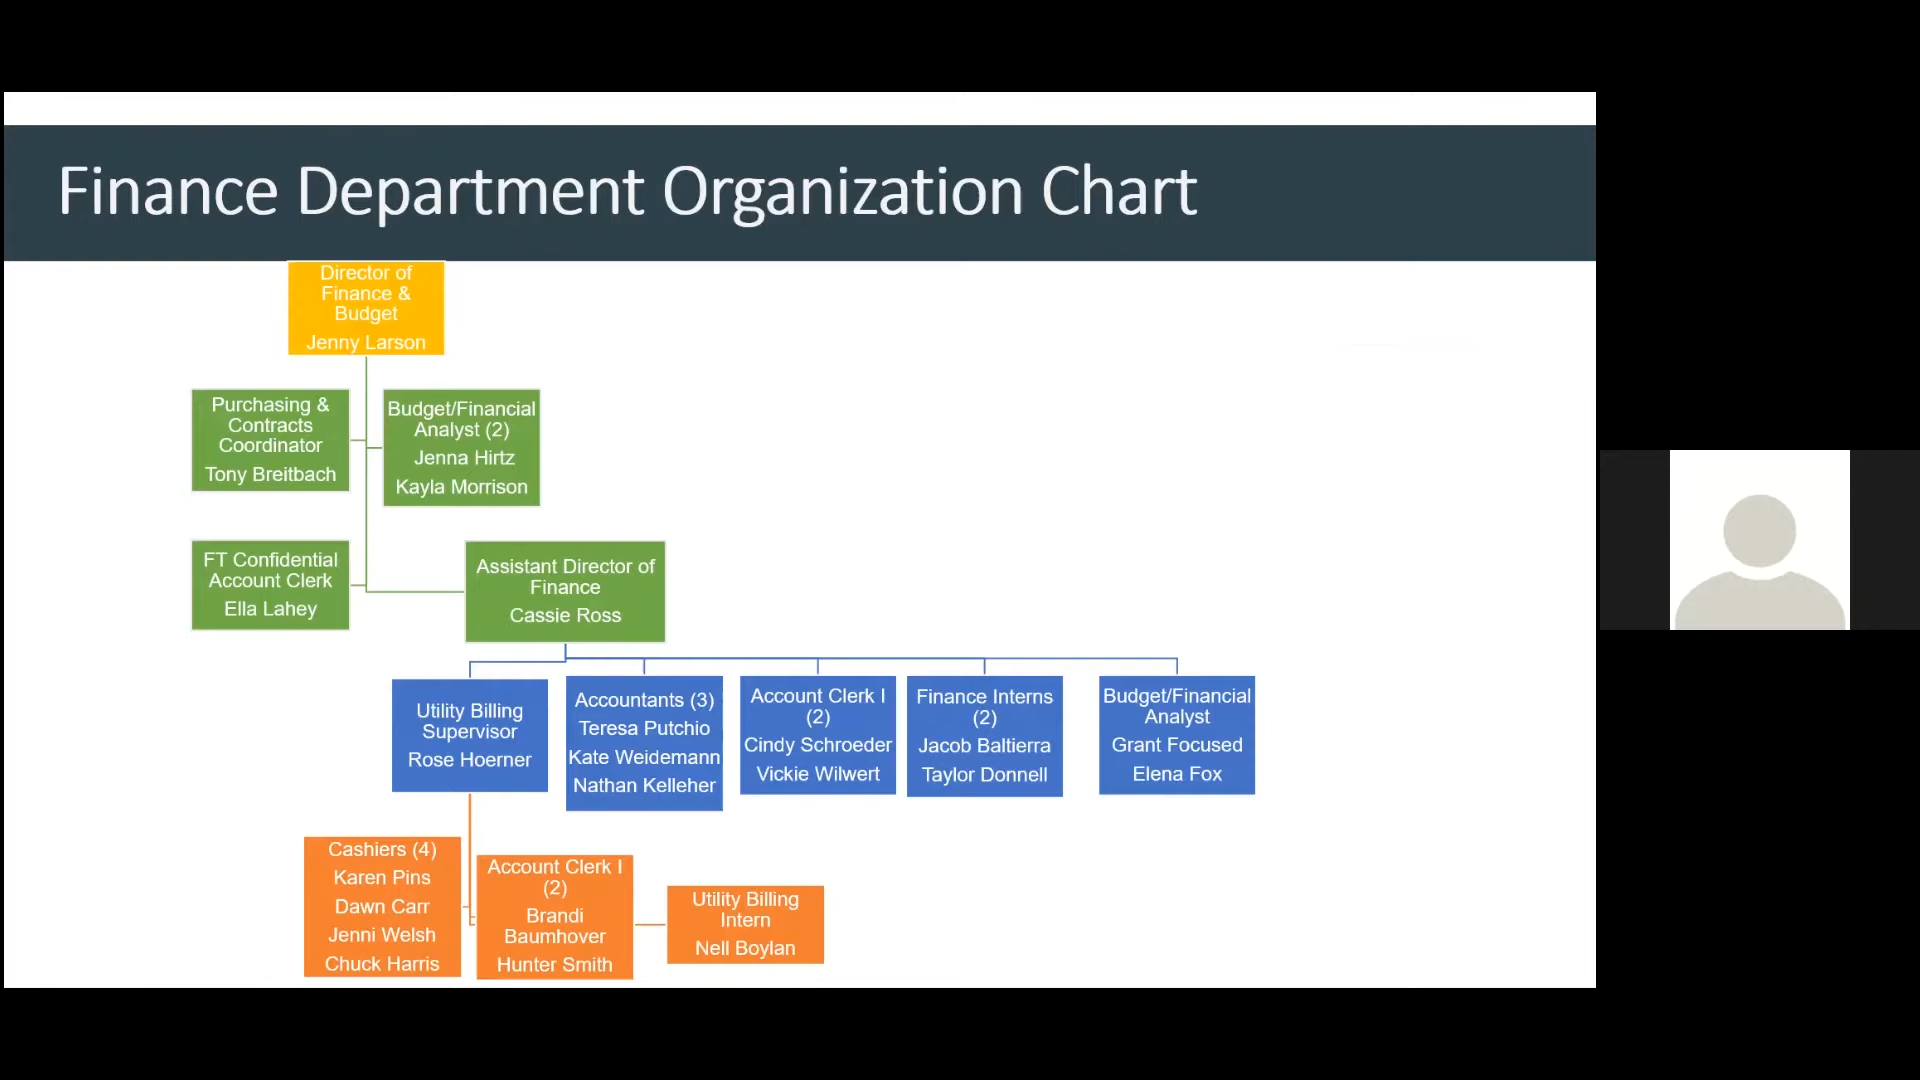 Finance Department Organization Chart
Director of
Finance &
Budget
Jenny Larson
Purchasing &
Contracts
Coordinator
Tony Breitbach
Budget/Financial
Analyst (2)
Jenna Hirtz
Kayla Morrison
FT Confidential
Account Clerk
Ella Lahey
Assistant Director of
Finance
Cassie Ross
Utility Billing
Supervisor
Rose Hoerner
Accountants (3)
Teresa Putchio
Kate Weidemann
Nathan Kelleher
Account Clerk I
(2)
Cindy Schroeder
Vickie Wilwert
Finance Interns
(2)
Jacob Baltierra
Taylor Donnell
Budget/Financial
Analyst
Grant Focused
Elena Fox
Cashiers (4)
Karen Pins
Dawn Carr
Jenni Welsh
Chuck Harris
Account Clerk I
(2)
Brandi
Baumhover
Hunter Smith
Utility Billing
Intern
Nell Boylan